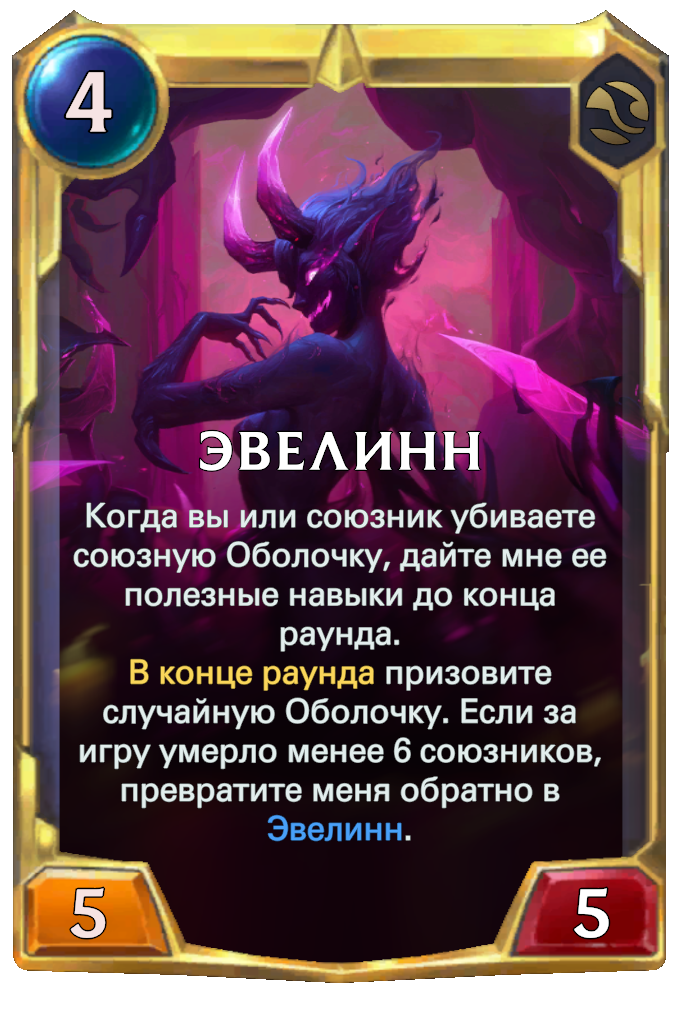 4
ЭВЕЛИНН
Когда вы или союзник убиваете
союзную Оболочку, дайте мне ее
полезные навыки до конца
раунда.
В конце раунда призовите
случайную Оболочку. Если за
игру умерло менее 6 союзников,
превратите меня обратно в
Эвелинн.
5
5